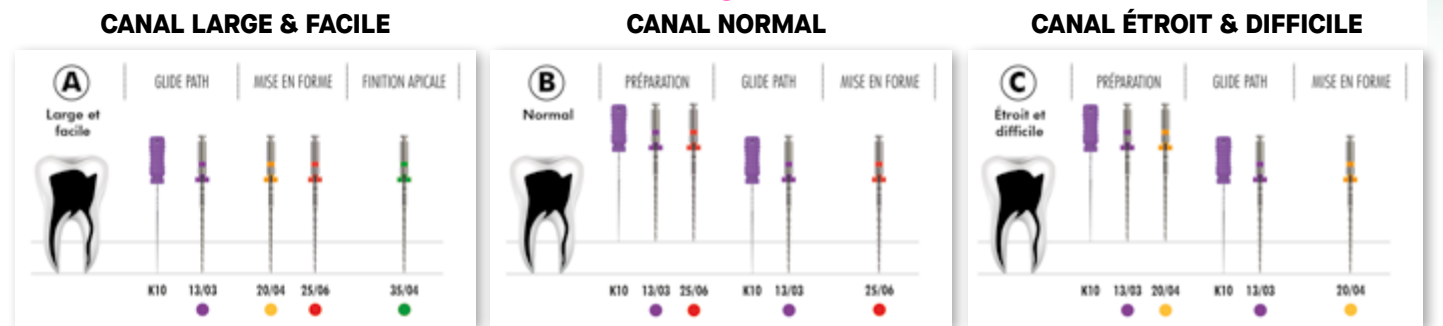 CANAL LARGE & FACILE
A
Large et
facile
GLIDE PATH
MISE EN FORME
FINITION APICALE
K10 13/03 20/04 25/06 35/04
CANAL NORMAL
B
Normal
PRÉPARATION
GLIDE PATH
MISE EN FORME
K10 13/03 25/06 K10 13/03 25/06
CANAL ÉTROIT & DIFFICILE
C
Étroit et
difficile
PRÉPARATION
GLIDE PATH
MISE EN FORME
K10 13/03 20/04 K10 13/03 20/04